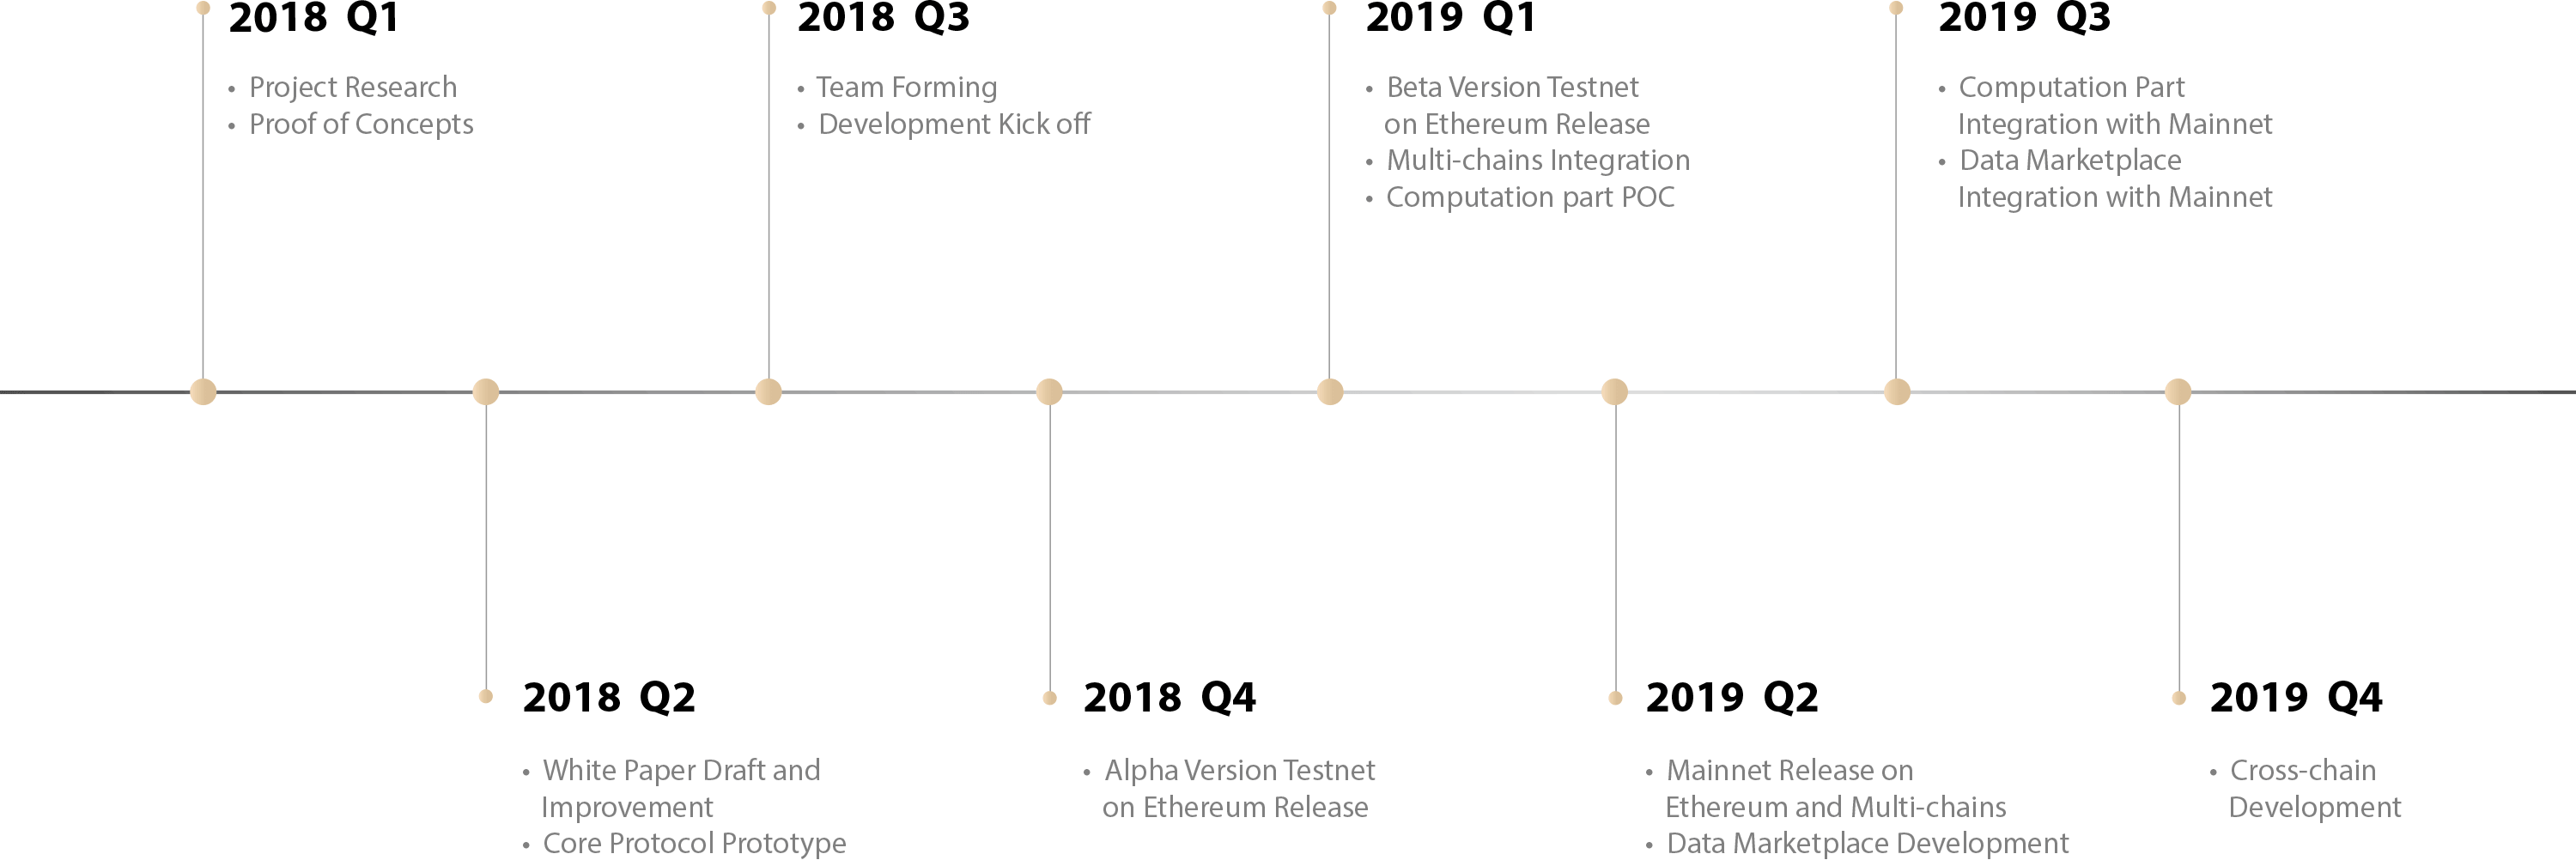 2018 Q1
• Project Research
• Proof of Concepts
2018 Q3
• Team Forming
• Development Kick off
2019 Q1
• Beta Version Testnet
on Ethereum Release
• Multi-chains Integration
• Computation part POC
2019 Q3
• Computation Part
Integration with Mainnet
• Data Marketplace
Integration with Mainnet
2018 Q2
• White Paper Draft and
Improvement
• Core Protocol Prototype
2018 Q4
• Alpha Version Testnet
on Ethereum Release
2019 Q2
• Mainnet Release on
Ethereum and Multi-chains
• Data Marketplace Development
2019 Q4
• Cross-chain
Development